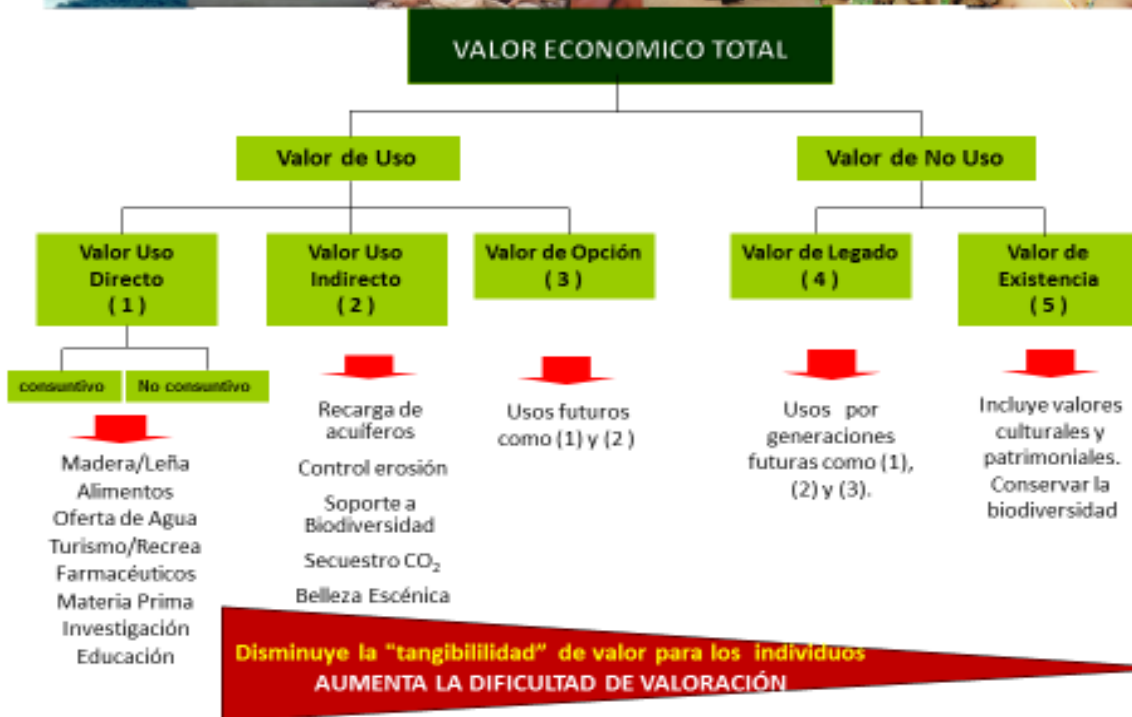 VALOR ECONOMICO TOTAL
Valor de Uso
Valor de No Uso
Valor Uso
Directo
( 1 )
Valor Uso
Indirecto
( 2 )
Valor de Opción
( 3 )
Valor de Legado
( 4 )
Valor de
Existencia
( 5 )
consuntivo
No consuntivo
Madera/Leña
Alimentos
Oferta de Agua
Turismo/Recrea
Farmacéuticos
Materia Prima
Investigación
Educación
Recarga de
acuíferos
Control erosión
Soporte a
Biodiversidad
Secuestro CO₂
Belleza Escénica
Usos futuros
como (1) y (2 )
Usos por
generaciones
futuras como (1),
(2) y (3).
Incluye valores
culturales y
patrimoniales.
Conservar la
biodiversidad
Disminuye la "tangibililidad” de valor para los individuos
AUMENTA LA DIFICULTAD DE VALORACIÓN